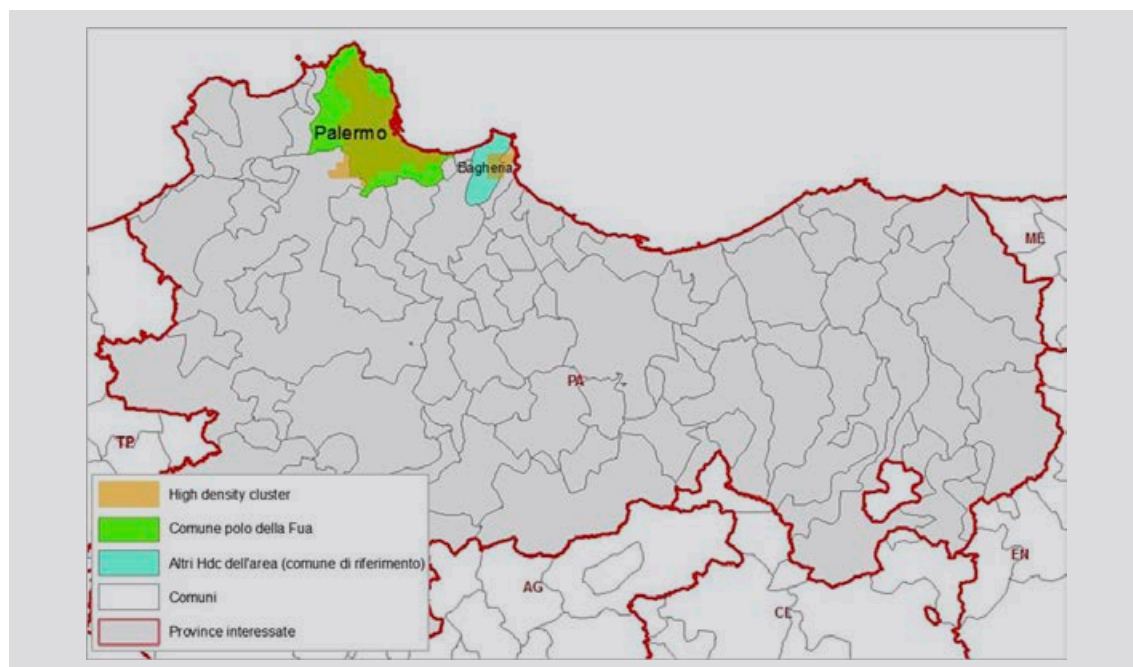 Palermo
Bagheria
ME
PA
TP
High density cluster
Comune polo della Fua
Altri Hdc dell'area (comune di riferimento)
Comuni
Province interessate
AG
CL
EN